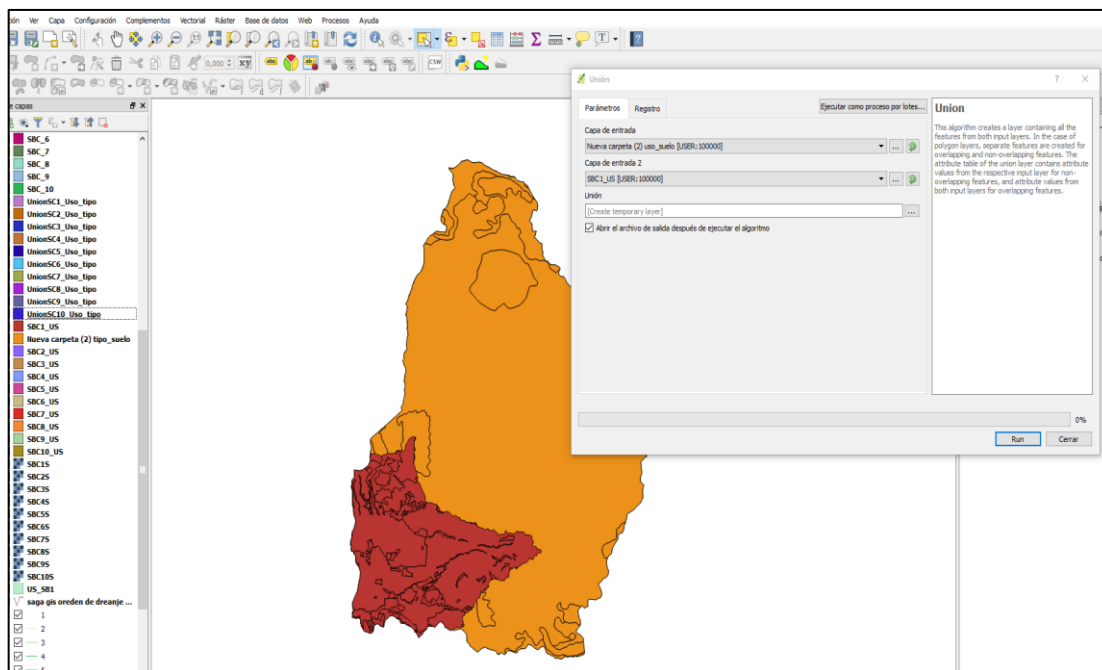 Ver Capa Configuración Complementos Vectorial Ráster Base de datos Web Procesos Ayuda
0,000
xy
abc
CSW
capas
SBC_6
SBC_7
SBC_8
SBC_9
SBC_10
UnionSC1_Uso_tipo
UnionSC2_Uso_tipo
UnionSC3_Uso_tipo
UnionSC4_Uso_tipo
UnionSC5_Uso_tipo
UnionSC6_Uso_tipo
UnionSC7_Uso_tipo
UnionSC8_Uso_tipo
UnionSC9_Uso_tipo
UnionSC10_Uso_tipo
SBC1_US
Nueva carpeta (2) tipo_suelo
SBC2_US
SBC3_US
SBC4_US
SBC5_US
SBC6_US
SBC7_US
SBC8_US
SBC9_US
SBC10_US
SBC1S
SBC2S
SBC3S
SBC4S
SBC5S
SBC6S
SBC7S
SBC8S
SBC9S
SBC10S
US_SB1
saga gis oreden de dreanje ...
1
2
3
4
Unión
Parámetros Registro Ejecutar como proceso por lotes...
Capa de entrada
Nueva carpeta (2) uso_suelo [USER:100000]
Capa de entrada 2
SBC1_US [USER:100000]
Unión
[Create temporary layer]
Abrir el archivo de salida después de ejecutar el algoritmo
Union
This algorithm creates a layer containing all the
features from both input layers. In the case of
polygon layers, separate features are created for
overlapping and non-overlapping features. The
attribute table of the union layer contains attribute
values from the respective input layer for non-
overlapping features, and attribute values from
both input layers for overlapping features.
0%
Run Cerrar